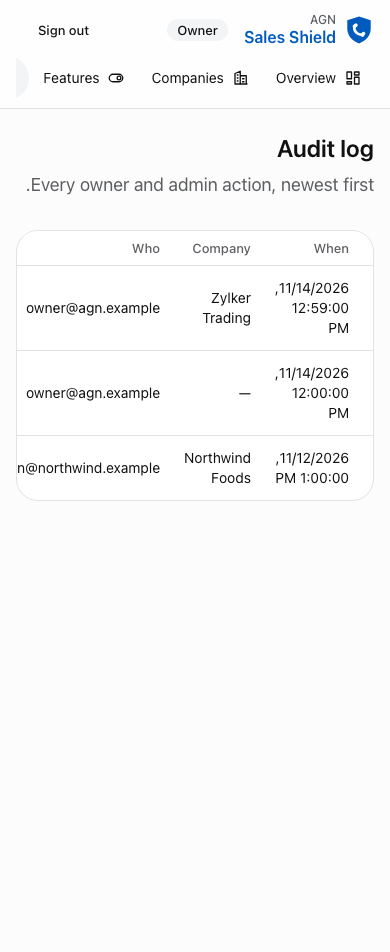 AGN
Sales Shield
Owner
Sign out
Overview
Companies
Features
Audit log
Every owner and admin action, newest first.
When
Company
Who
11/14/2026,
12:59:00
PM
Zylker
Trading
owner@agn.example
11/14/2026,
12:00:00
PM
—
owner@agn.example
11/12/2026,
1:00:00 PM
Northwind
Foods
n@northwind.example